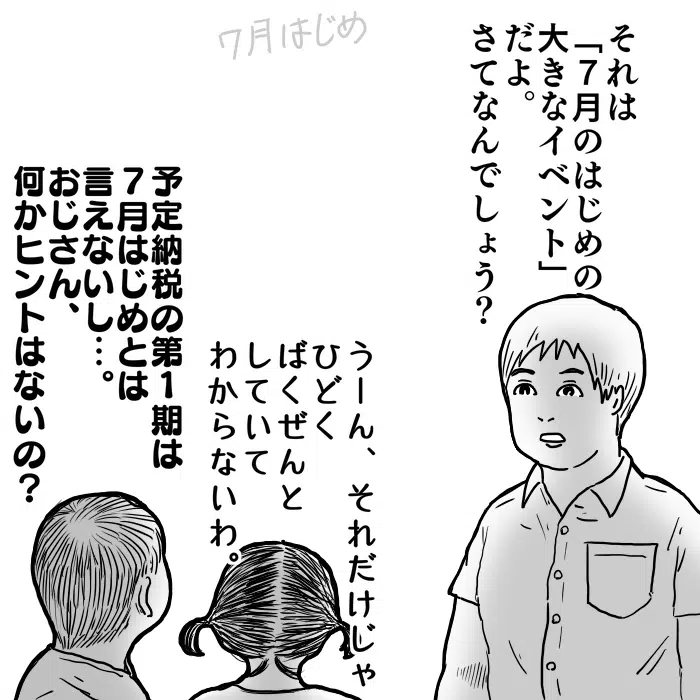 7月はじめ
それは
「7月のはじめの
大きなイベント」
だよ。
さてなんでしょう?
うーん、それだけじゃ
ひどく
ばくぜんと
していて
わからないわ。
予定納税の第1期は
7月はじめとは
言えないし…。
おじさん、
何かヒントはないの?